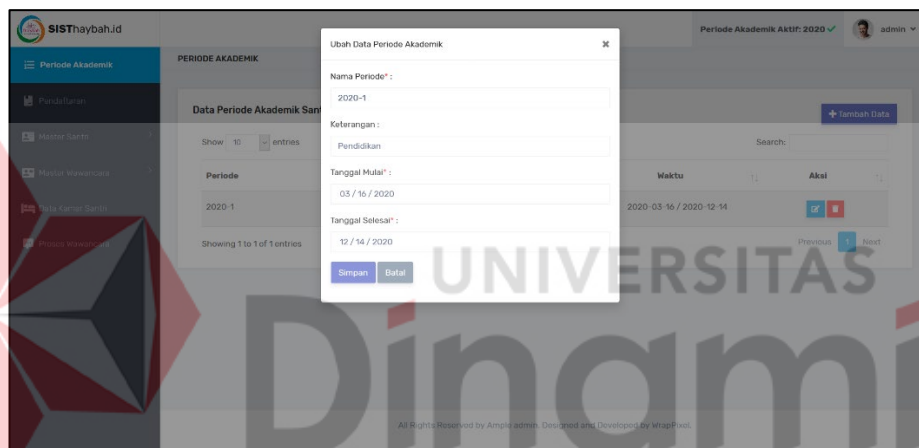 SISThaybah.id
Periode Akademik Aktif: 2020 ✓
admin
Periode Akademik
Pendaftaran
Master Santri
Master Wawancara
Data Kamar Santri
Proses Wawancara
PERIODE AKADEMIK
Data Periode Akademik Sant
+ Tambah Data
Show 10 entries
Search:
Periode
Waktu
Aksi
2020-1
2020-03-16 / 2020-12-14
Showing 1 to 1 of 1 entries
Previous 1 Next
Ubah Data Periode Akademik
Nama Periode* :
2020-1
Keterangan :
Pendidikan
Tanggal Mulai* :
03 / 16 / 2020
Tanggal Selesai* :
12 / 14 / 2020
Simpan Batal
UNIVERSITAS
Dinami
All Rights Reserved by Ample admin. Designed and Developed by WrapPixel.